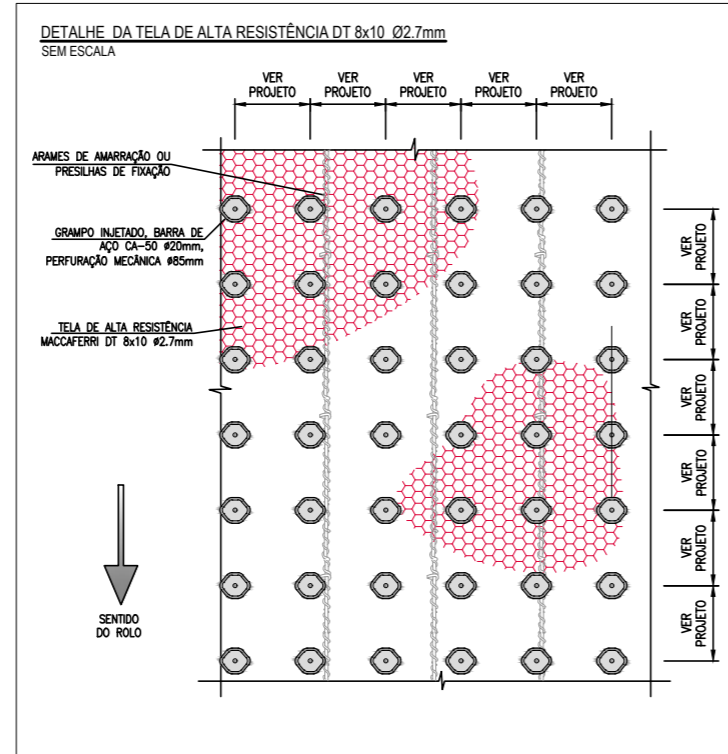 DETALHE DA TELA DE ALTA RESISTÊNCIA DT 8x10 Ø2.7mm
SEM ESCALA
VER
PROJETO
VER
PROJETO
VER
PROJETO
VER
PROJETO
VER
PROJETO
ARAMES DE AMARRAÇÃO OU
PRESILHAS DE FIXAÇÃO
GRAMPO INJETADO, BARRA DE
AÇO CA-50 ø20mm,
PERFURAÇÃO MECÂNICA ø85mm
TELA DE ALTA RESISTÊNCIA
MACCAFERRI DT 8x10 ø2.7mm
SENTIDO
DO ROLO
VER
PROJETO
VER
PROJETO
VER
PROJETO
VER
PROJETO
VER
PROJETO
VER
PROJETO